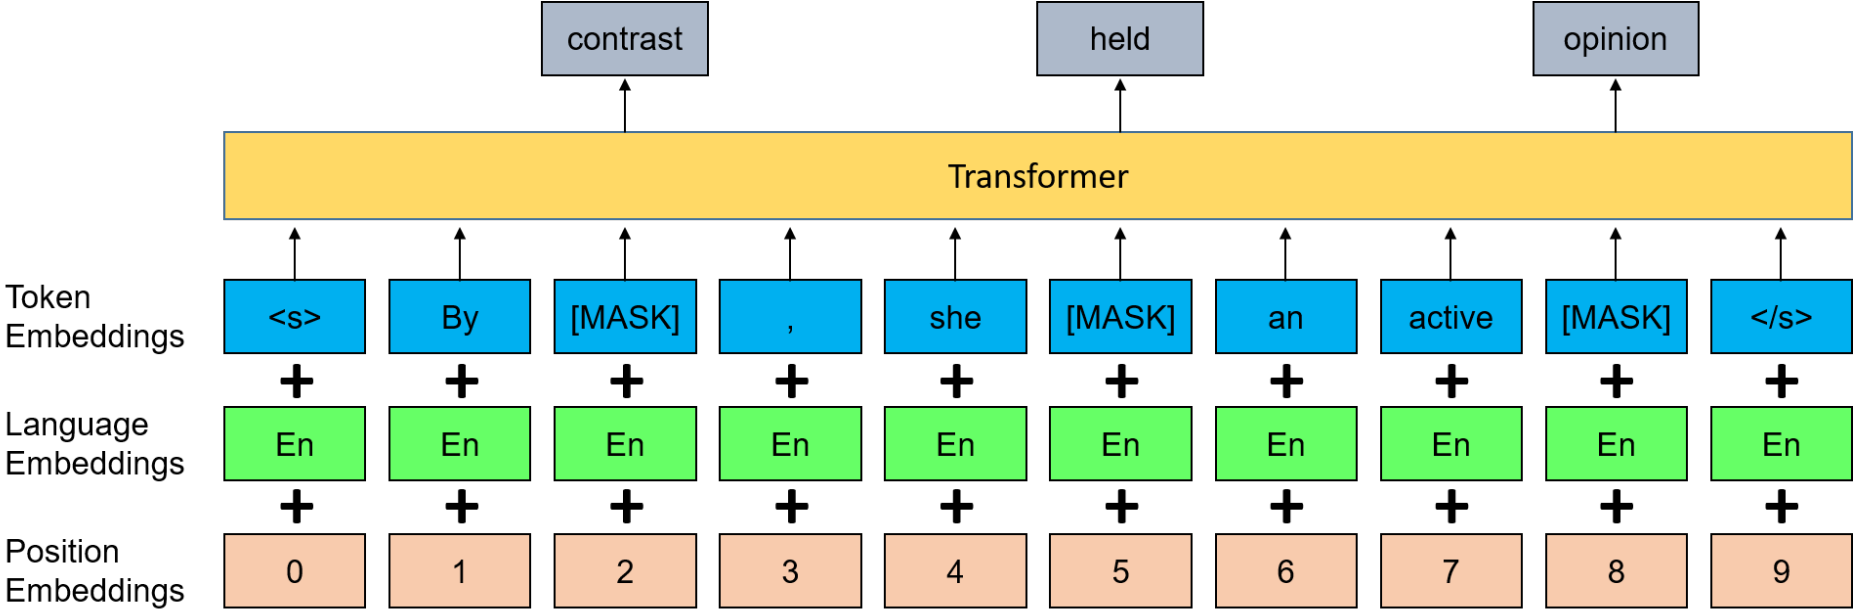 contrast held opinion
Transformer
Token
Embeddings
<s> By [MASK] , she [MASK] an active [MASK] </s>
+ + + + + + + + + +
Language
Embeddings
En En En En En En En En En En
+ + + + + + + + + +
Position
Embeddings
0 1 2 3 4 5 6 7 8 9